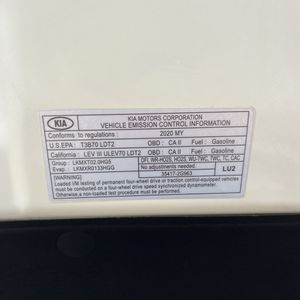 KIA
KIA MOTORS CORPORATION
VEHICLE EMISSION CONTROL INFORMATION
Conforms to regulations : 2020 MY
U.S.EPA : T3B70 LDT2 OBD : CA II Fuel : Gasoline
California : LEV III ULEV70 LDT2 OBD : CA II Fuel : Gasoline
Group : LKMXT02.0HG5 DFI, WR-HO2S, HO2S, WU-TWC, TWC, TC, CAC
Evap. : LKMXR0133HGG No adjustments needed. LU2
35417-2G963
[WARNING]
Loaded I/M testing of permanent four-wheel drive or traction control-equipped vehicles
must be conducted on a four-wheel drive speed synchronized dynamometer.
Otherwise, a non-loaded test must be conducted.